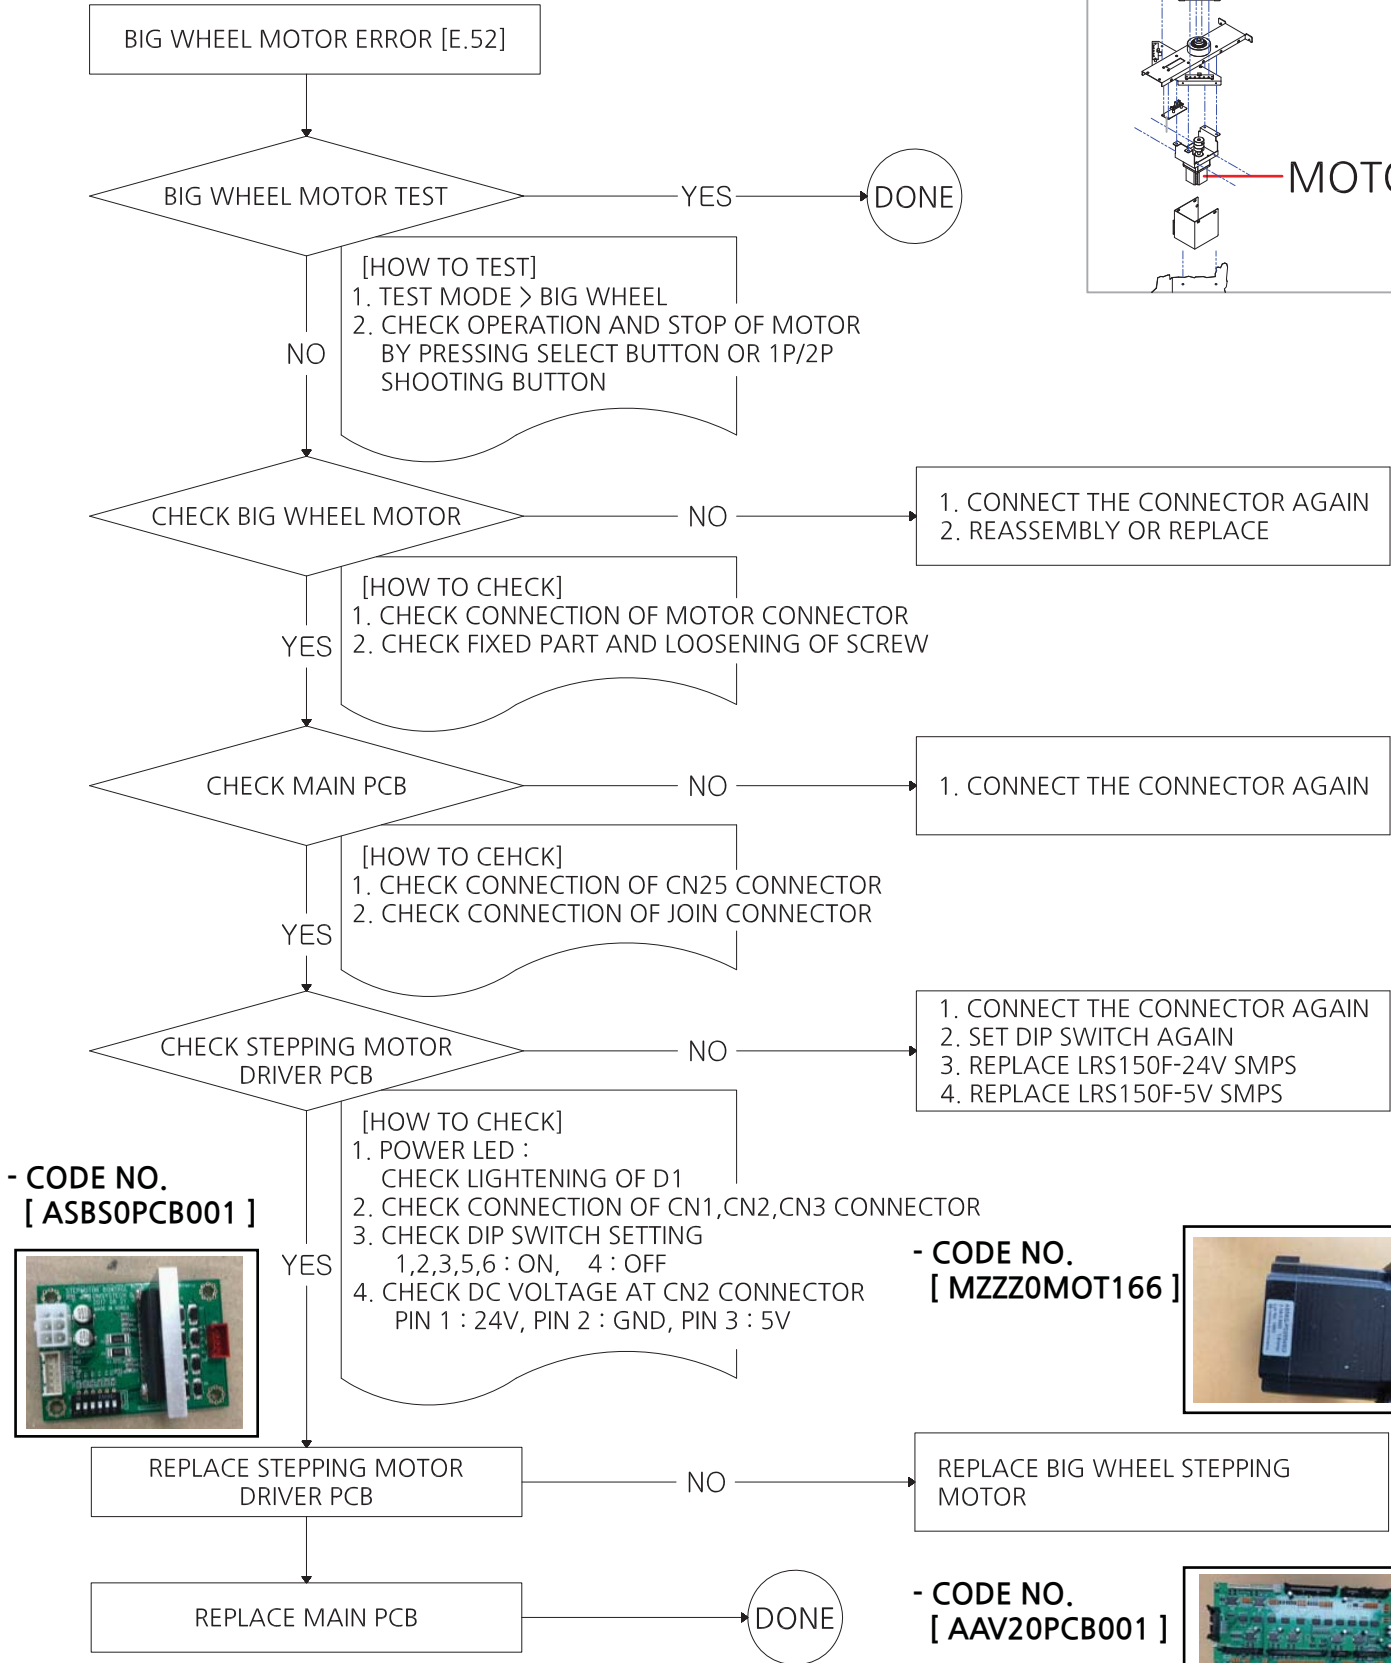 BIG WHEEL MOTOR ERROR [E.52]
BIG WHEEL MOTOR TEST
YES
DONE
[HOW TO TEST]
1. TEST MODE > BIG WHEEL
2. CHECK OPERATION AND STOP OF MOTOR
BY PRESSING SELECT BUTTON OR 1P/2P
SHOOTING BUTTON
NO
CHECK BIG WHEEL MOTOR
NO
1. CONNECT THE CONNECTOR AGAIN
2. REASSEMBLY OR REPLACE
[HOW TO CHECK]
1. CHECK CONNECTION OF MOTOR CONNECTOR
2. CHECK FIXED PART AND LOOSENING OF SCREW
YES
CHECK MAIN PCB
NO
1. CONNECT THE CONNECTOR AGAIN
[HOW TO CEHCK]
1. CHECK CONNECTION OF CN25 CONNECTOR
2. CHECK CONNECTION OF JOIN CONNECTOR
YES
CHECK STEPPING MOTOR
DRIVER PCB
NO
1. CONNECT THE CONNECTOR AGAIN
2. SET DIP SWITCH AGAIN
3. REPLACE LRS150F-24V SMPS
4. REPLACE LRS150F-5V SMPS
[HOW TO CHECK]
1. POWER LED :
CHECK LIGHTENING OF D1
2. CHECK CONNECTION OF CN1,CN2,CN3 CONNECTOR
3. CHECK DIP SWITCH SETTING
1,2,3,5,6 : ON, 4 : OFF
4. CHECK DC VOLTAGE AT CN2 CONNECTOR
PIN 1 : 24V, PIN 2 : GND, PIN 3 : 5V
YES
- CODE NO.
[ ASBS0PCB001 ]
- CODE NO.
[ MZZZ0MOT166 ]
REPLACE STEPPING MOTOR
DRIVER PCB
NO
REPLACE BIG WHEEL STEPPING
MOTOR
REPLACE MAIN PCB
DONE
- CODE NO.
[ AAV20PCB001 ]